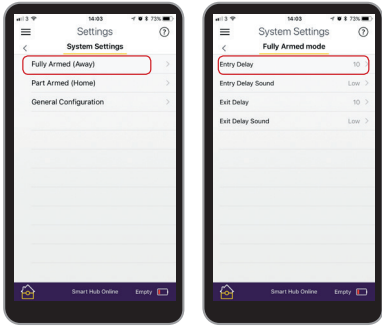 3 14:03 73%
Settings
System Settings
Fully Armed (Away)
Part Armed (Home)
General Configuration
Smart Hub Online Empty
3 14:03 73%
System Settings
Fully Armed mode
Entry Delay 10
Entry Delay Sound Low
Exit Delay 10
Exit Delay Sound Low
Smart Hub Online Empty